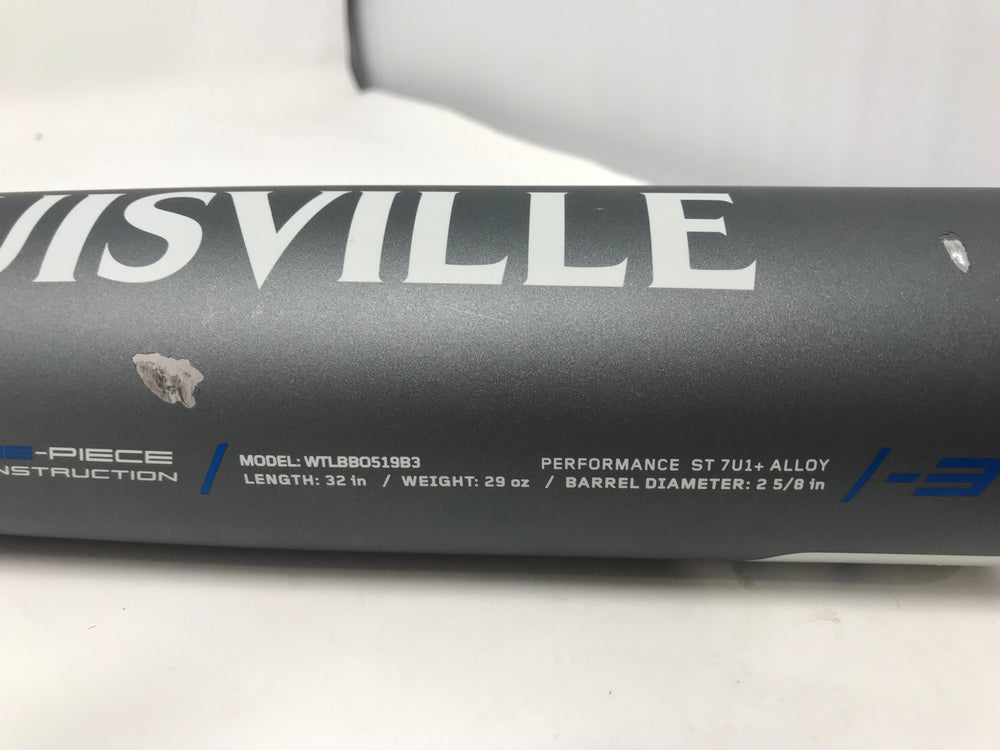 UISVILLE
E-PIECE
NSTRUCTION
MODEL: WTLBBO519B3
LENGTH: 32 in / WEIGHT: 29 oz / BARREL DIAMETER: 2 5/8 in
PERFORMANCE ST 7U1+ ALLOY
/-3